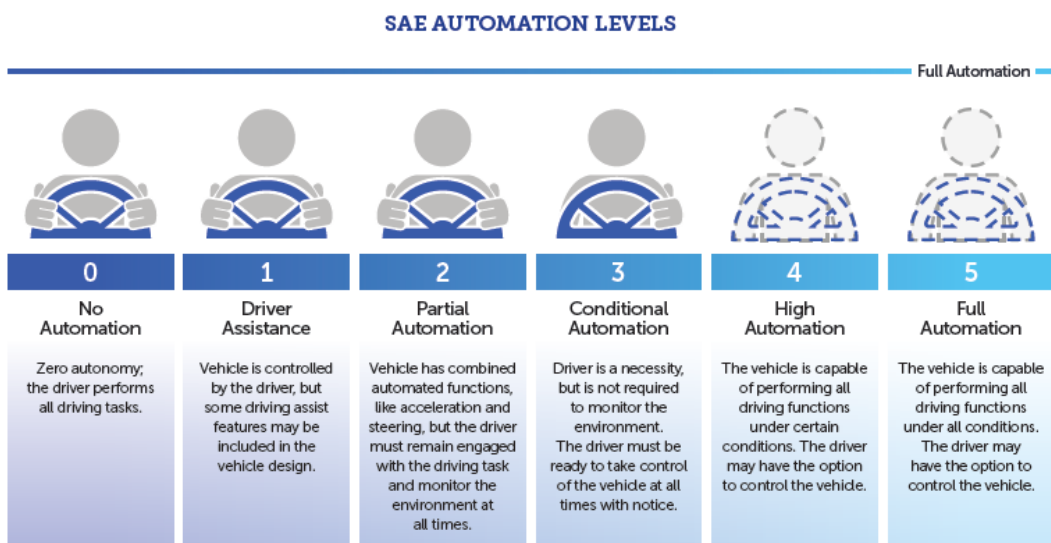 SAE AUTOMATION LEVELS
Full Automation
0
No
Automation
Zero autonomy;
the driver performs
all driving tasks.
1
Driver
Assistance
Vehicle is controlled
by the driver, but
some driving assist
features may be
included in the
vehicle design.
2
Partial
Automation
Vehicle has combined
automated functions,
like acceleration and
steering, but the driver
must remain engaged
with the driving task
and monitor the
environment at
all times.
3
Conditional
Automation
Driver is a necessity,
but is not required
to monitor the
environment.
The driver must be
ready to take control
of the vehicle at all
times with notice.
4
High
Automation
The vehicle is capable
of performing all
driving functions
under certain
conditions. The driver
may have the option
to control the vehicle.
5
Full
Automation
The vehicle is capable
of performing all
driving functions
under all conditions.
The driver may
have the option to
control the vehicle.